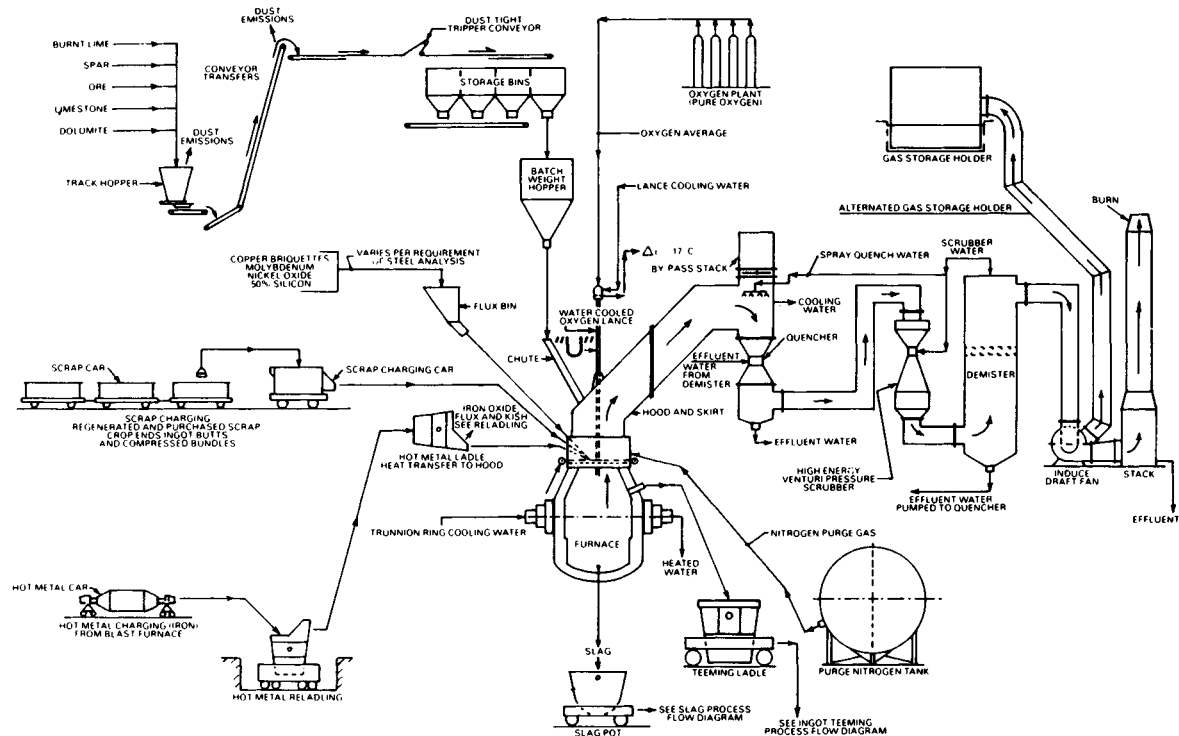 DUST
EMISSIONS
BURNT LIME
SPAR
ORE
LIMESTONE
DOLOMITE
CONVEYOR
TRANSFERS
DUST
EMISSIONS
TRACK HOPPER
DUST TIGHT
TRIPPER CONVEYOR
STORAGE BINS
BATCH
WEIGHT
HOPPER
OXYGEN PLANT
(PURE OXYGEN)
OXYGEN AVERAGE
LANCE COOLING WATER
17 C
BY PASS STACK
GAS STORAGE HOLDER
ALTERNATED GAS STORAGE HOLDER
BURN
SCRUBBER
WATER
SPRAY QUENCH WATER
COOLING
WATER
COPPER BRIQUETTES
MOLYBDENUM
NICKEL OXIDE
50% SILICON
VARIES PER REQUIREMENT
OF STEEL ANALYSIS
FLUX BIN
WATER COOLED
OXYGEN LANCE
CHUTE
QUENCHER
EFFLUENT
WATER
FROM
DEMISTER
DEMISTER
HOOD AND SKIRT
EFFLUENT WATER
SCRAP CAR
SCRAP CHARGING CAR
SCRAP CHARGING
REGENERATED AND PURCHASED SCRAP
CROP ENDS INGOT BUTTS
AND COMPRESSED BUNDLES
IRON OXIDE
FLUX AND KISH
SEE RELADLING
HOT METAL LADLE
HEAT TRANSFER TO HOOD
HIGH ENERGY
VENTURI PRESSURE
SCRUBBER
EFFLUENT WATER
PUMPED TO QUENCHER
INDUCE
DRAFT FAN
STACK
EFFLUENT
TRUNNION RING COOLING WATER
FURNACE
HEATED
WATER
NITROGEN PURGE GAS
HOT METAL CAR
HOT METAL CHARGING (IRON)
FROM BLAST FURNACE
HOT METAL RELADLING
SLAG
SLAG POT
SEE SLAG PROCESS
FLOW DIAGRAM
TEEMING LADLE
SEE INGOT TEEMING
PROCESS FLOW DIAGRAM
PURGE NITROGEN TANK